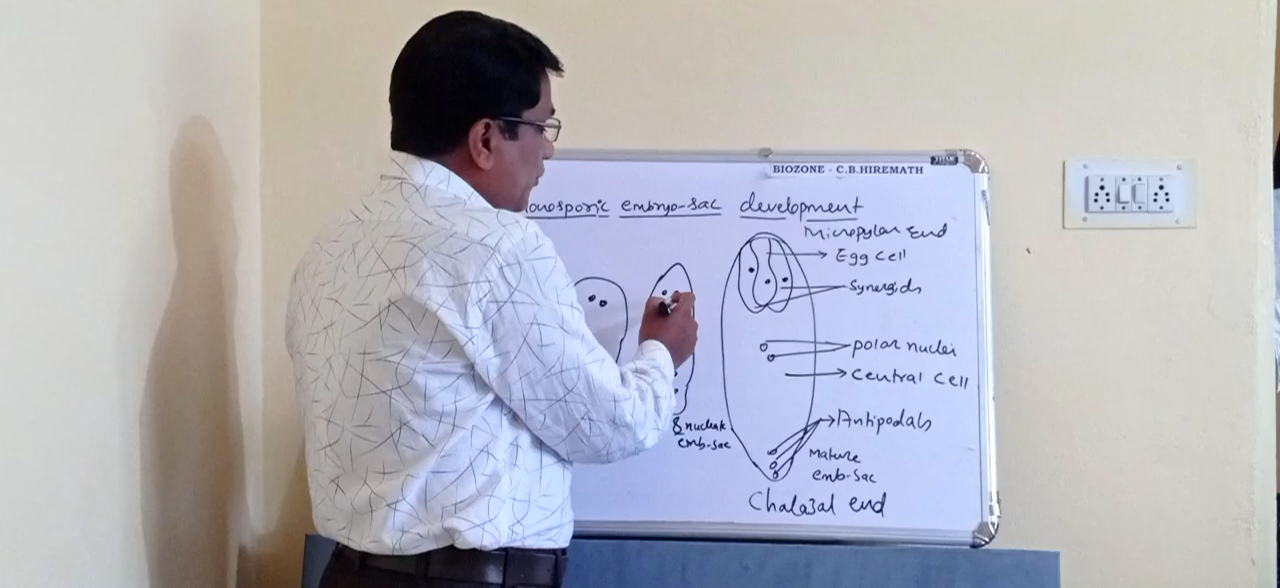 BIOZONE - C.B.HIREMATH
onosporic embryo-sac development
Micropylar End
Egg cell
Synergids
polar nuclei
Central cell
Antipodals
8 nucleate
emb-sac
Mature
emb-sac
Chalazal end